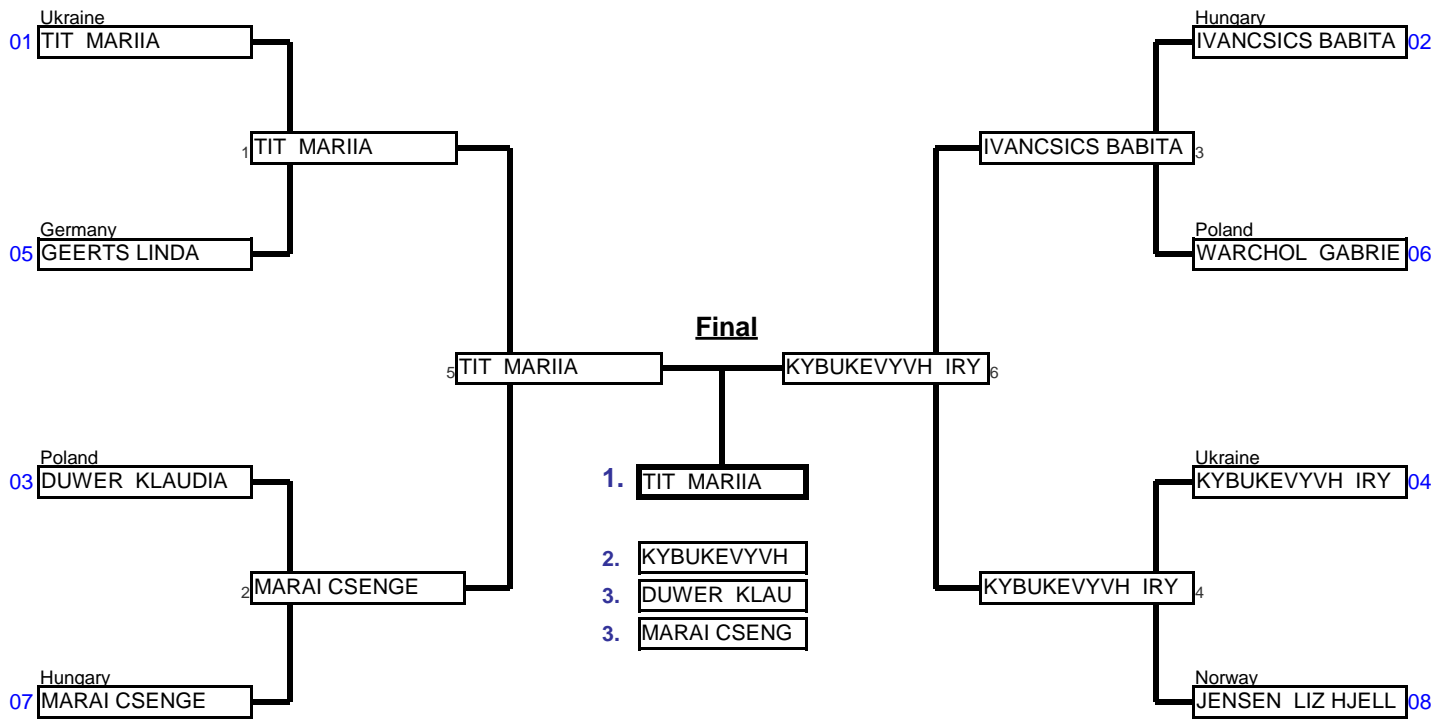 Ukraine
01 TIT MARIIA
Hungary
IVANCSICS BABITA 02
1 TIT MARIIA
IVANCSICS BABITA 3
Germany
05 GEERTS LINDA
Poland
WARCHOL GABRIE 06
Final
5 TIT MARIIA
KYBUKEVYVH IRY 6
Poland
03 DUWER KLAUDIA
1. TIT MARIIA
Ukraine
KYBUKEVYVH IRY 04
2. KYBUKEVYVH
2 MARAI CSENGE
3. DUWER KLAU
KYBUKEVYVH IRY 4
3. MARAI CSENG
Hungary
07 MARAI CSENGE
Norway
JENSEN LIZ HJELL 08